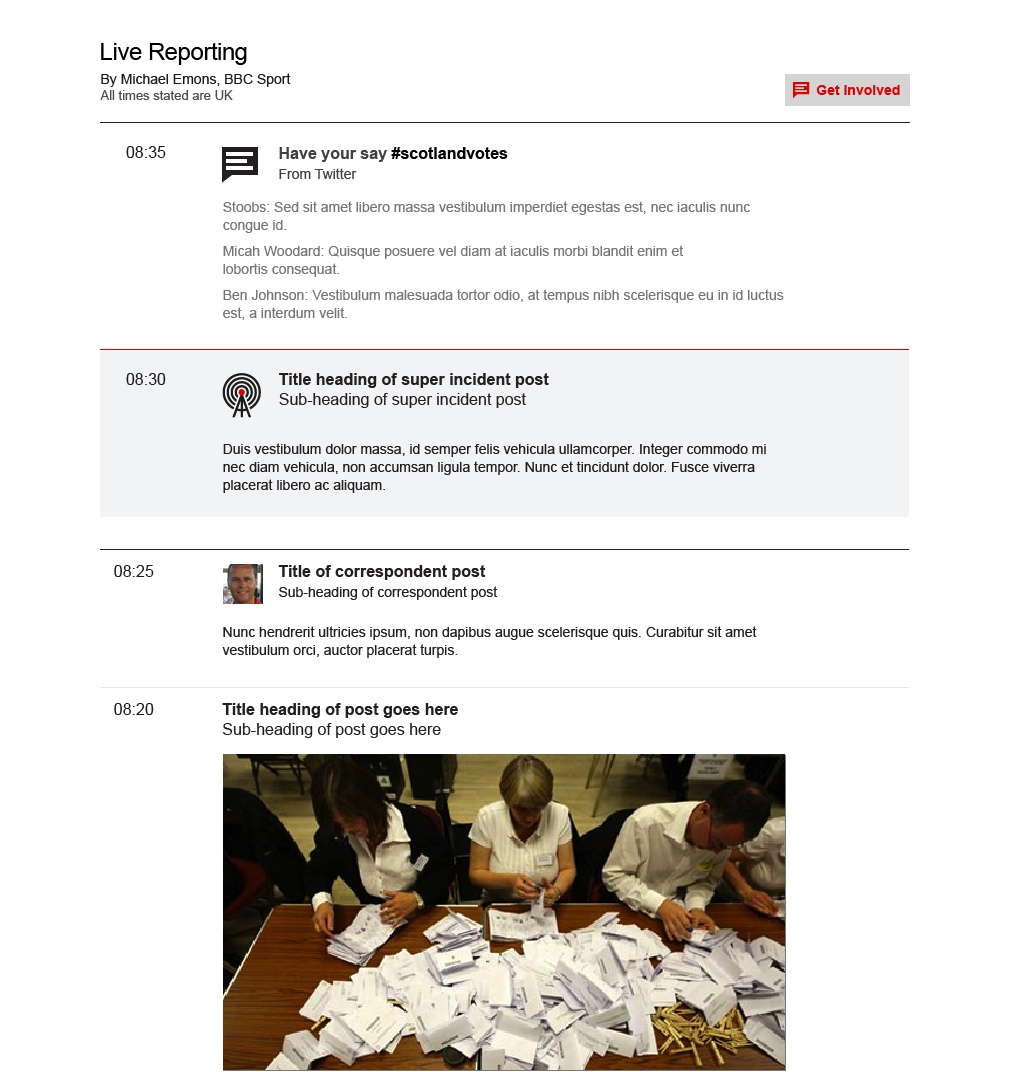 Live Reporting
By Michael Emons, BBC Sport
All times stated are UK
Get Involved
08:35
Have your say #scotlandvotes
From Twitter
Stoobs: Sed sit amet libero massa vestibulum imperdiet egestas est, nec iaculis nunc
congue id.
Micah Woodard: Quisque posuere vel diam at iaculis morbi blandit enim et
lobortis consequat.
Ben Johnson: Vestibulum malesuada tortor odio, at tempus nibh scelerisque eu in id luctus
est, a interdum velit.
08:30
Title heading of super incident post
Sub-heading of super incident post
Duis vestibulum dolor massa, id semper felis vehicula ullamcorper. Integer commodo mi
nec diam vehicula, non accumsan ligula tempor. Nunc et tincidunt dolor. Fusce viverra
placerat libero ac aliquam.
08:25
Title of correspondent post
Sub-heading of correspondent post
Nunc hendrerit ultricies ipsum, non dapibus augue scelerisque quis. Curabitur sit amet
vestibulum orci, auctor placerat turpis.
08:20
Title heading of post goes here
Sub-heading of post goes here